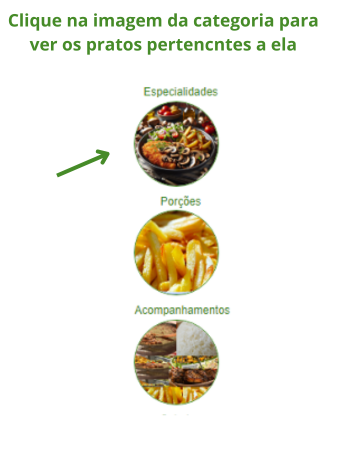 Clique na imagem da categoria para
ver os pratos pertencntes a ela
Especialidades
Porções
Acompanhamentos